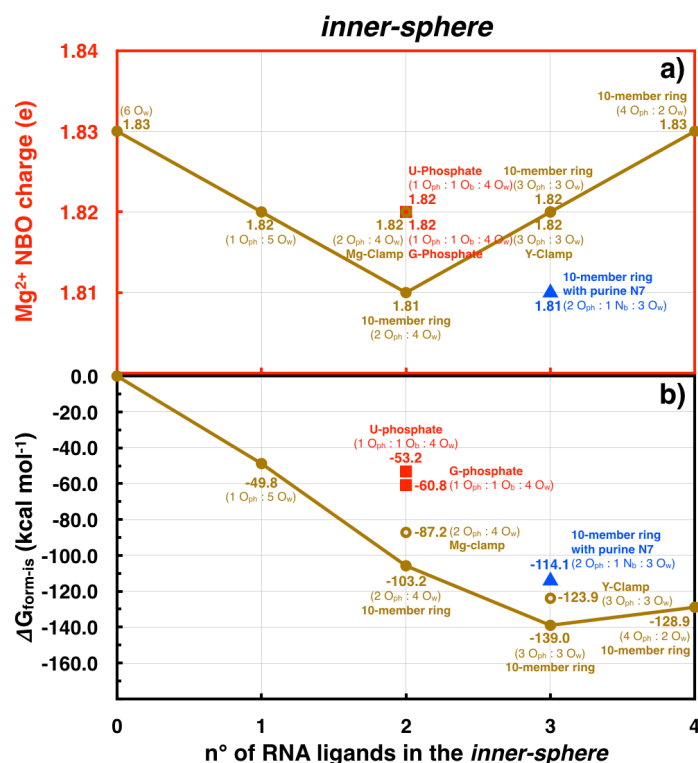 inner-sphere
a)
Mg²⁺ NBO charge (e)
1.84
1.83
1.82
1.81
(6 Ow)
1.83
1.82
(1 Oph : 5 Ow)
U-Phosphate
(1 Oph : 1 Ob : 4 Ow)
1.82
1.82
(2 Oph : 4 Ow)
Mg-Clamp
1.82
(1 Oph : 1 Ob : 4 Ow)
G-Phosphate
1.81
10-member ring
(2 Oph : 4 Ow)
10-member ring
(3 Oph : 3 Ow)
1.82
1.82
(3 Oph : 3 Ow)
Y-Clamp
10-member ring
with purine N7
1.81 (2 Oph : 1 Nb : 3 Ow)
10-member ring
(4 Oph : 2 Ow)
1.83
b)
ΔGform-is (kcal mol⁻¹)
0.0
-20.0
-40.0
-60.0
-80.0
-100.0
-120.0
-140.0
-160.0
-49.8
(1 Oph : 5 Ow)
U-phosphate
(1 Oph : 1 Ob : 4 Ow)
-53.2
G-phosphate
-60.8 (1 Oph : 1 Ob : 4 Ow)
-87.2 (2 Oph : 4 Ow)
Mg-clamp
-103.2
(2 Oph : 4 Ow)
10-member ring
10-member ring
with purine N7
-114.1 (2 Oph : 1 Nb : 3 Ow)
Y-Clamp
-123.9 (3 Oph : 3 Ow)
-139.0
(3 Oph : 3 Ow)
10-member ring
-128.9
(4 Oph : 2 Ow)
10-member ring
0
1
2
3
4
n° of RNA ligands in the inner-sphere